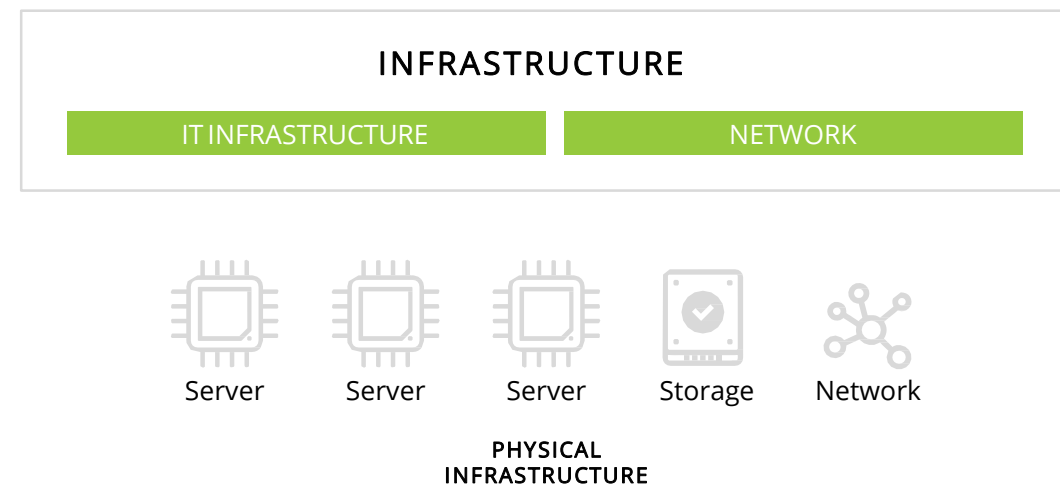 INFRASTRUCTURE
IT INFRASTRUCTURE
NETWORK
Server
Server
Server
Storage
Network
PHYSICAL
INFRASTRUCTURE